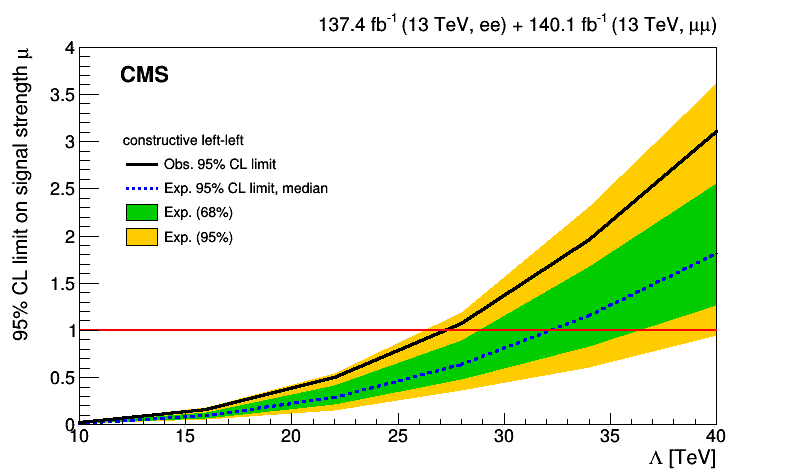 137.4 fb⁻¹ (13 TeV, ee) + 140.1 fb⁻¹ (13 TeV, μμ)
95% CL limit on signal strength μ
4
3.5
3
2.5
2
1.5
1
0.5
0
CMS
constructive left-left
Obs. 95% CL limit
Exp. 95% CL limit, median
Exp. (68%)
Exp. (95%)
10 15 20 25 30 35 40
Λ [TeV]